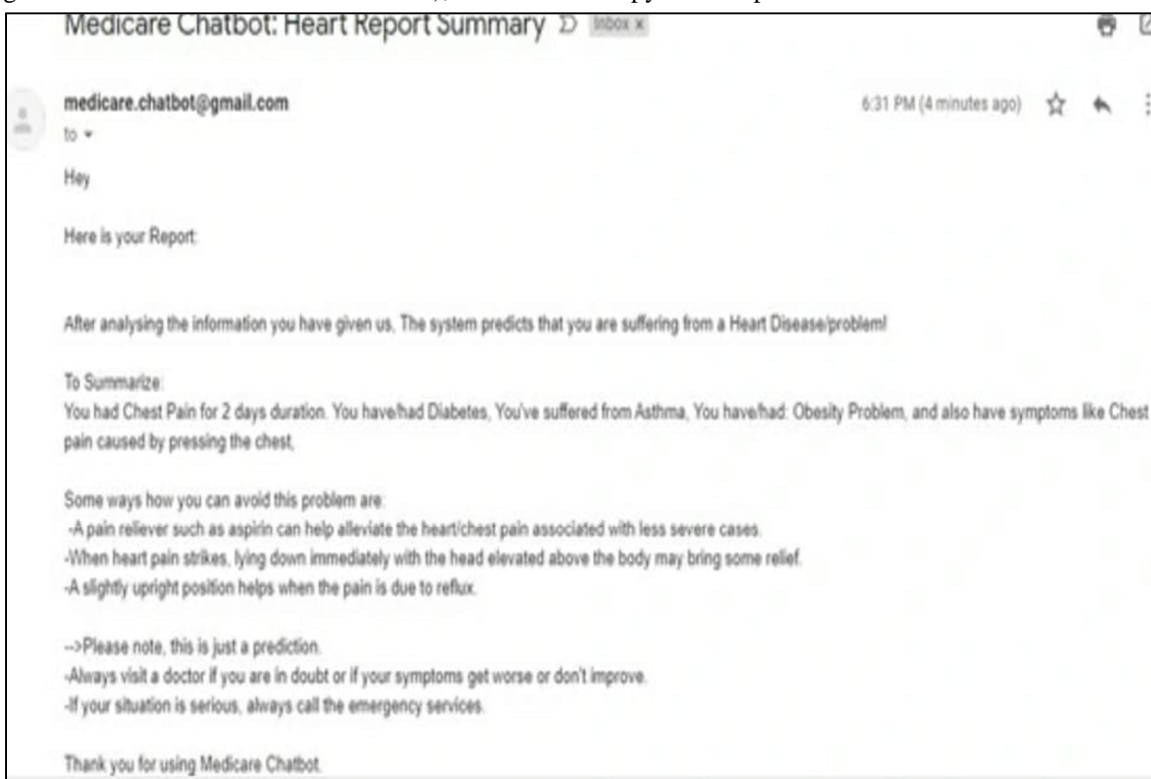 Medicare Chatbot: Heart Report Summary Inbox x
medicare.chatbot@gmail.com 6:31 PM (4 minutes ago)
to
Hey
Here is your Report:
After analysing the information you have given us, The system predicts that you are suffering from a Heart Disease/problem!
To Summarize:
You had Chest Pain for 2 days duration. You have/had Diabetes, You've suffered from Asthma, You have/had: Obesity Problem, and also have symptoms like Chest
pain caused by pressing the chest,
Some ways how you can avoid this problem are:
-A pain reliever such as aspirin can help alleviate the heart/chest pain associated with less severe cases.
-When heart pain strikes, lying down immediately with the head elevated above the body may bring some relief.
-A slightly upright position helps when the pain is due to reflux.
-->Please note, this is just a prediction.
-Always visit a doctor if you are in doubt or if your symptoms get worse or don't improve.
-If your situation is serious, always call the emergency services.
Thank you for using Medicare Chatbot.